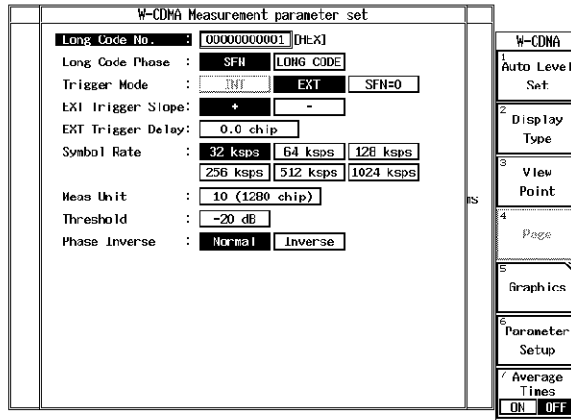 W-CDMA Measurement parameter set
Long Code No. : 00000000001 [HEX]
Long Code Phase : SFN LONG CODE
Trigger Mode : INT EXT SFN=0
EXT Trigger Slope: + -
EXT Trigger Delay: 0.0 chip
Symbol Rate : 32 ksps 64 ksps 128 ksps
256 ksps 512 ksps 1024 ksps
Meas Unit : 10 (1280 chip)
Threshold : -20 dB
Phase Inverse : Normal Inverse
ms
W-CDMA
1
Auto Level
Set
2
Display
Type
3
View
Point
4
Page
5
Graphics
6
Parameter
Setup
7 Average
Times
ON OFF